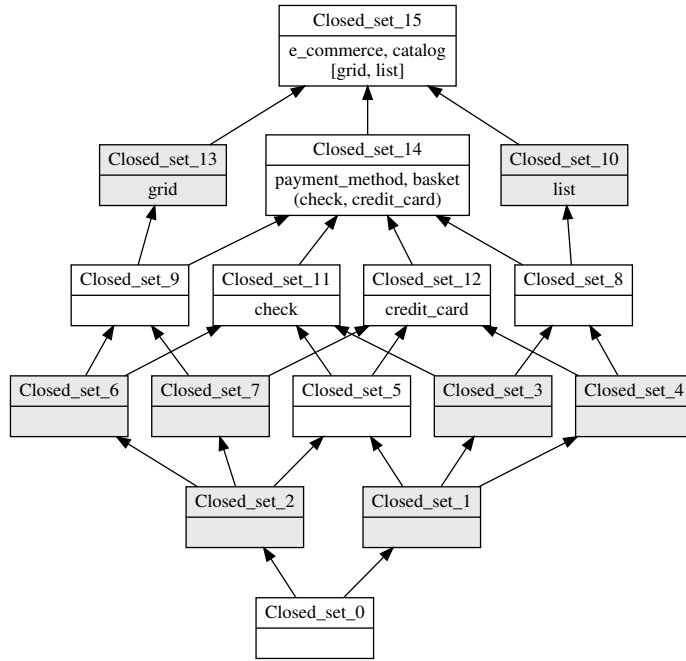 Closed_set_15
e_commerce, catalog
[grid, list]
Closed_set_13
grid
Closed_set_14
payment_method, basket
(check, credit_card)
Closed_set_10
list
Closed_set_9
Closed_set_11
check
Closed_set_12
credit_card
Closed_set_8
Closed_set_6
Closed_set_7
Closed_set_5
Closed_set_3
Closed_set_4
Closed_set_2
Closed_set_1
Closed_set_0